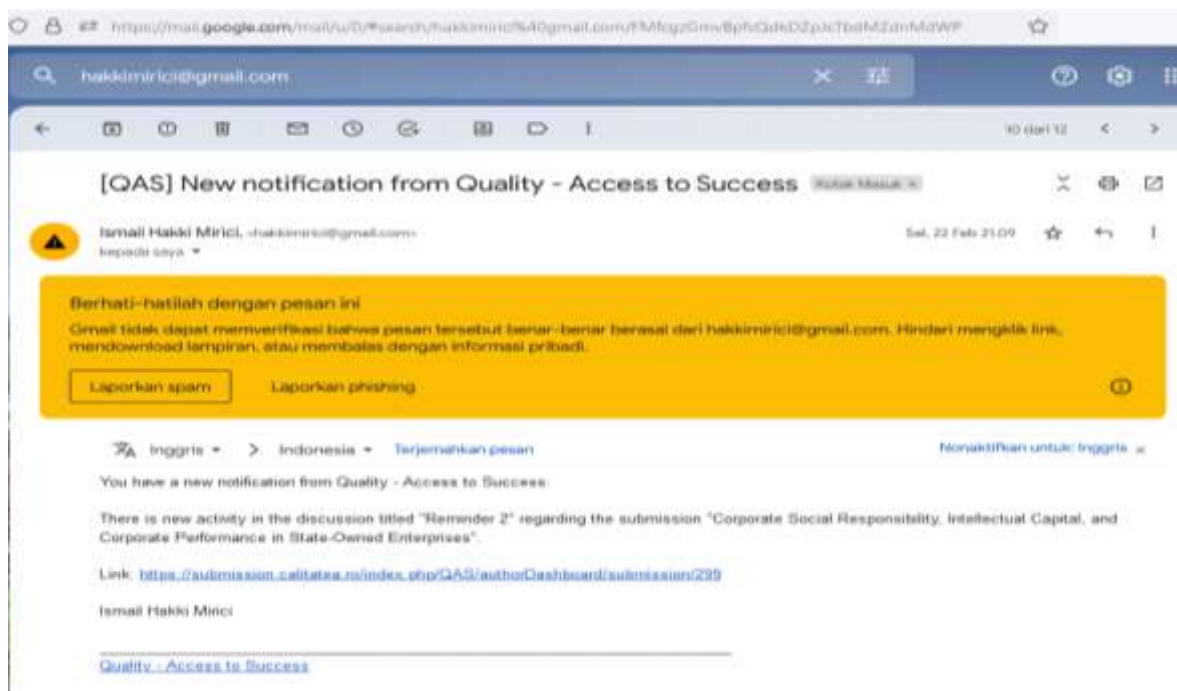 https://mail.google.com/mail/u/0/#search/hakkimirici%40gmail.com/
hakkimirici@gmail.com
10 dari 12
[QAS] New notification from Quality - Access to Success Kotak Masuk ×
Ismail Hakki Mirici, <hakkimirici@gmail.com>
Sel, 22 Feb 21.09
kepada saya
Berhati-hatilah dengan pesan ini
Gmail tidak dapat memverifikasi bahwa pesan tersebut benar-benar berasal dari hakkimirici@gmail.com. Hindari mengklik link,
mendownload lampiran, atau membalas dengan informasi pribadi.
Laporkan spam Laporkan phishing
Inggris > Indonesia Terjemahkan pesan Nonaktifkan untuk: Inggris ×
You have a new notification from Quality - Access to Success:
There is new activity in the discussion titled "Reminder 2" regarding the submission "Corporate Social Responsibility, Intellectual Capital, and
Corporate Performance in State-Owned Enterprises".
Link: https://submission.calitatea.ro/index.php/QAS/authorDashboard/submission/299
Ismail Hakki Mirici
Quality - Access to Success